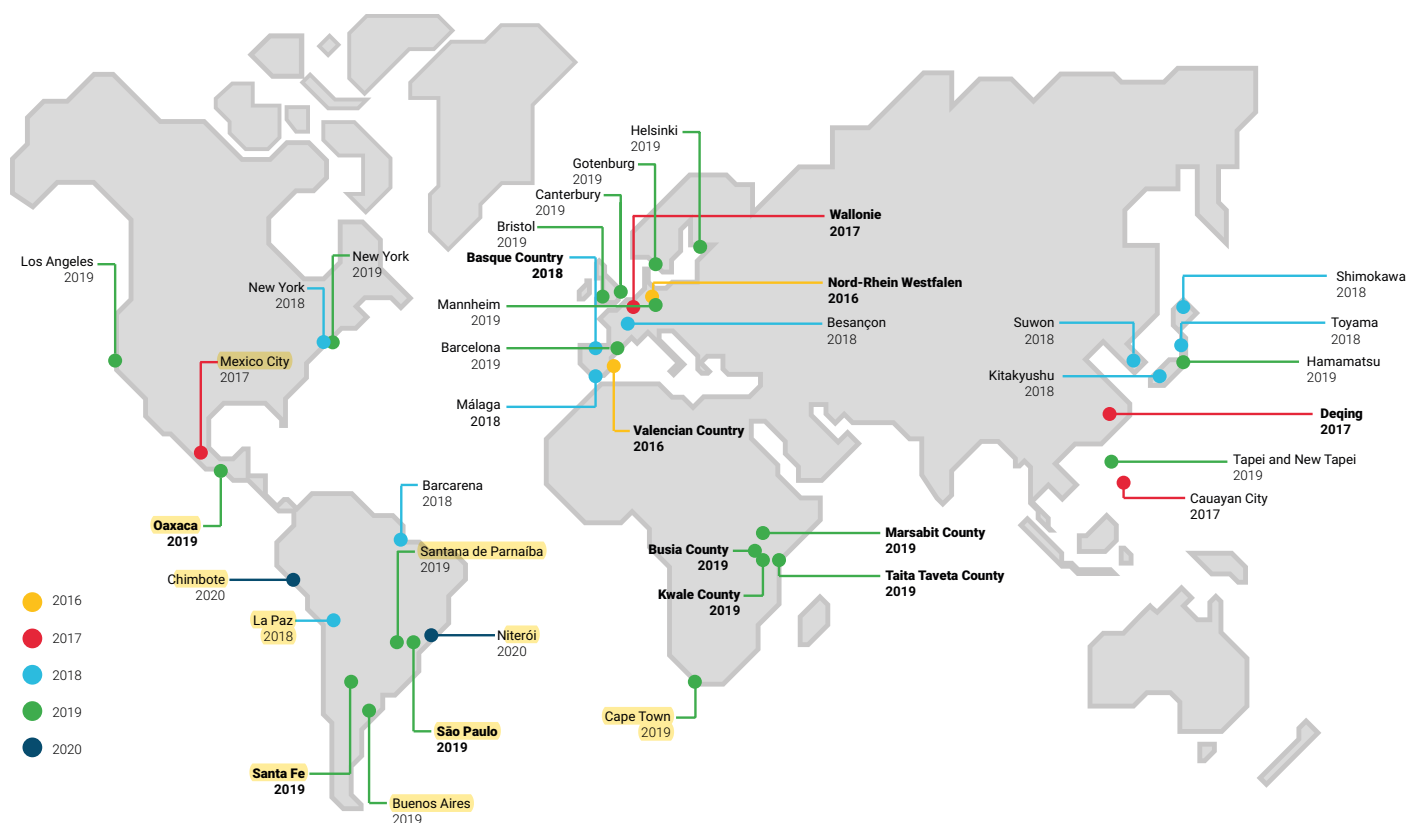 Helsinki
2019
Gotenburg
2019
Canterbury
2019
Bristol
2019
Basque Country
2018
Wallonie
2017
New York
2019
Los Angeles
2019
New York
2018
Nord-Rhein Westfalen
2016
Mannheim
2019
Besançon
2018
Barcelona
2019
Málaga
2018
Valencian Country
2016
Mexico City
2017
Shimokawa
2018
Suwon
2018
Toyama
2018
Hamamatsu
2019
Kitakyushu
2018
Deqing
2017
Tapei and New Tapei
2019
Cauayan City
2017
Barcarena
2018
Oaxaca
2019
Santana de Parnaíba
2019
Chimbote
2020
La Paz
2018
Niterói
2020
Marsabit County
2019
Busia County
2019
Taita Taveta County
2019
Kwale County
2019
Cape Town
2019
São Paulo
2019
Santa Fe
2019
Buenos Aires
2019
2016
2017
2018
2019
2020